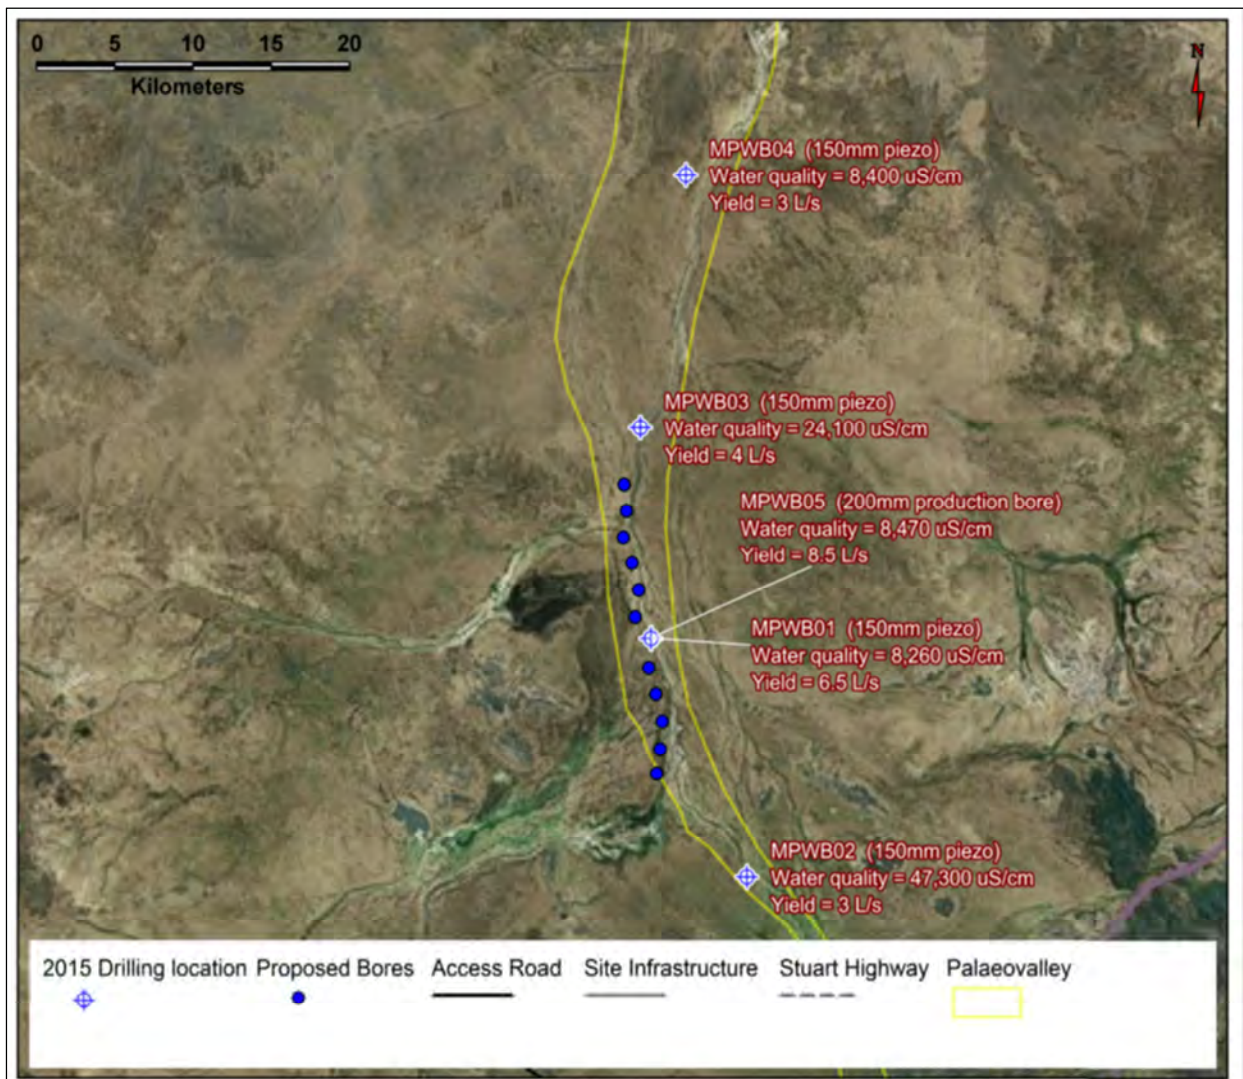 0 5 10 15 20
Kilometers
N
MPWB04 (150mm piezo)
Water quality = 8,400 uS/cm
Yield = 3 L/s
MPWB03 (150mm piezo)
Water quality = 24,100 uS/cm
Yield = 4 L/s
MPWB05 (200mm production bore)
Water quality = 8,470 uS/cm
Yield = 8.5 L/s
MPWB01 (150mm piezo)
Water quality = 8,260 uS/cm
Yield = 6.5 L/s
MPWB02 (150mm piezo)
Water quality = 47,300 uS/cm
Yield = 3 L/s
2015 Drilling location Proposed Bores Access Road Site Infrastructure Stuart Highway Palaeovalley